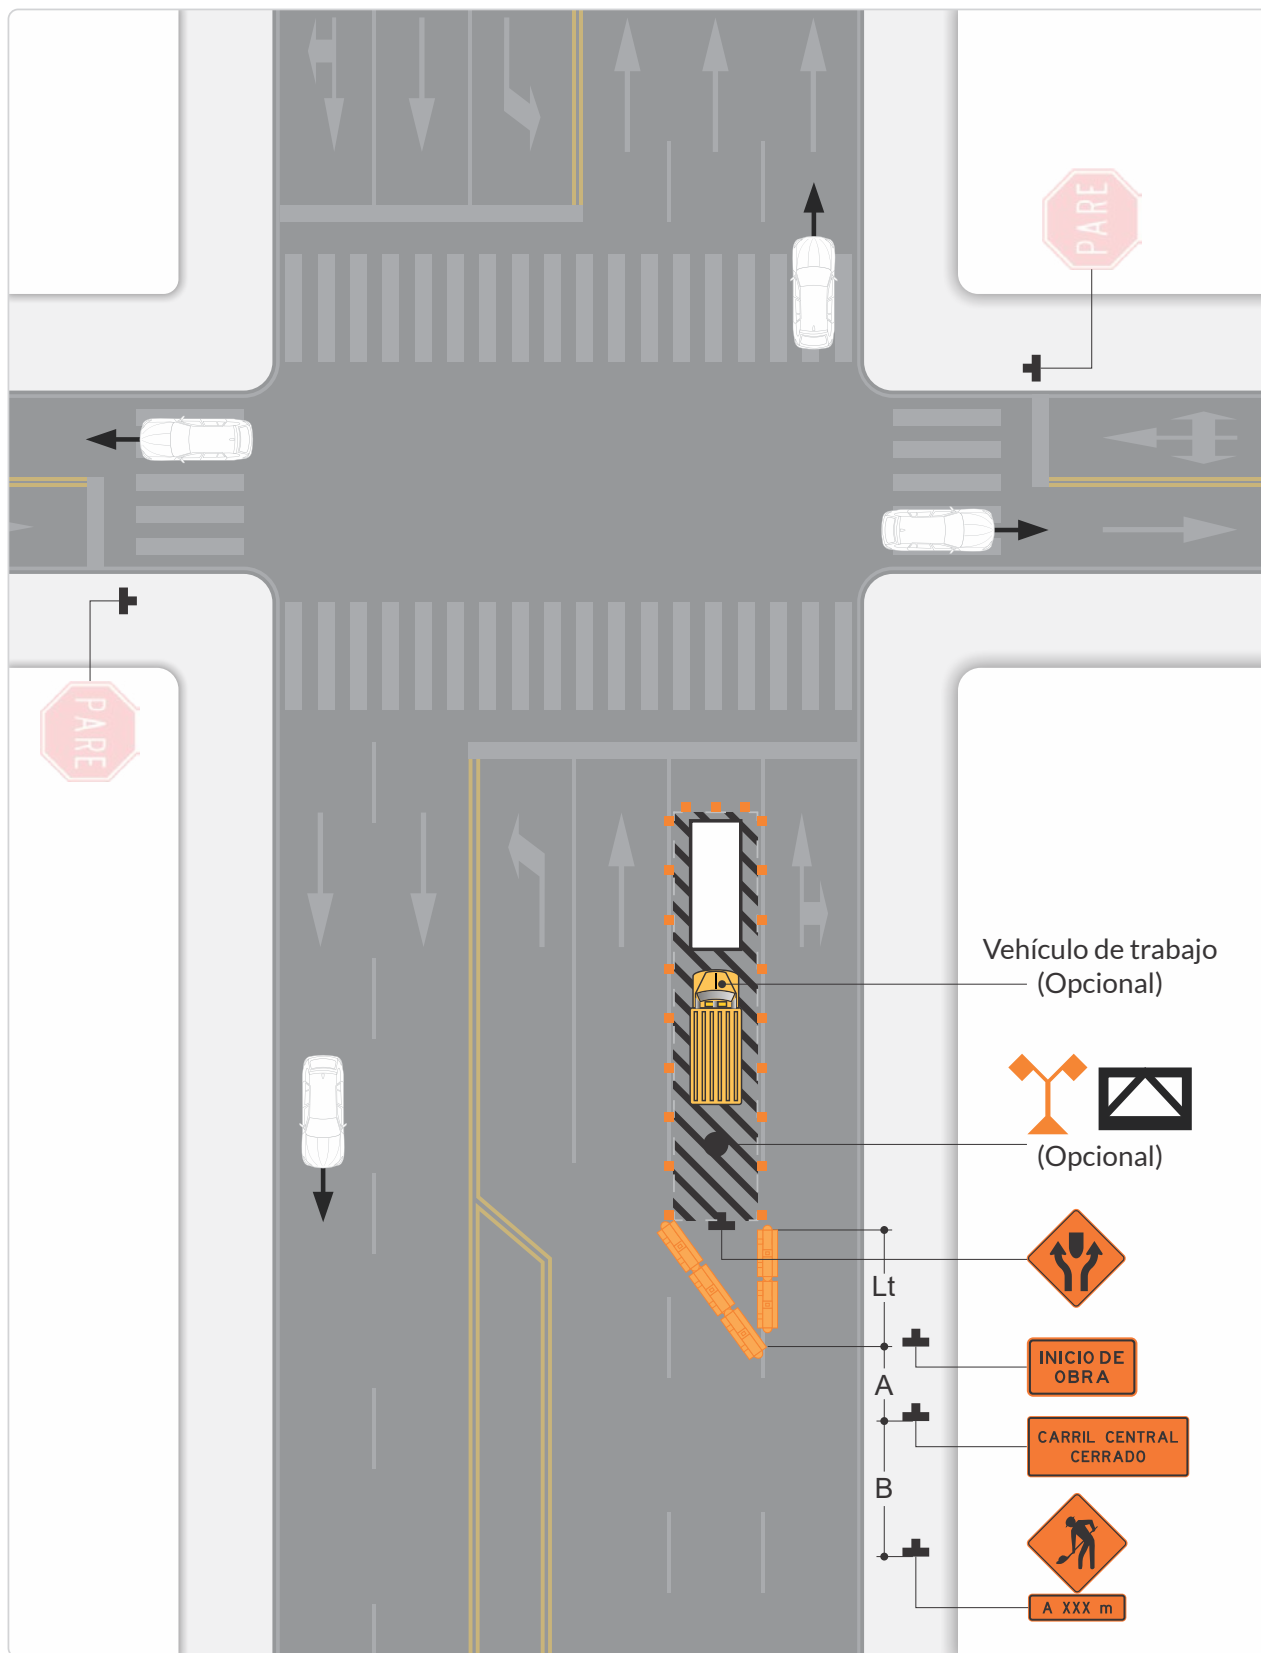 PARE
PARE
Vehículo de trabajo
(Opcional)
(Opcional)
Lt
INICIO DE
OBRA
A
CARRIL CENTRAL
CERRADO
B
A XXX m